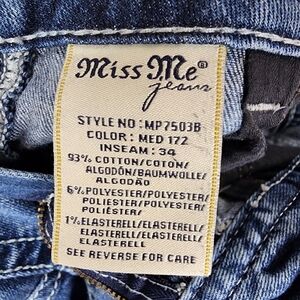 Miss Me®
jeans
STYLE NO: MP7503B
COLOR: MED 172
INSEAM: 34
93% COTTON/COTON/
ALGODÓN/BAUMWOLLE/
ALGODÃO
6% POLYESTER/POLYESTER/
POLIÉSTER/POLYESTER/
POLIÉSTER
1% ELASTERELL/ELASTERELL/
ELASTERELL/ELASTERELL/
ELASTERELL
SEE REVERSE FOR CARE